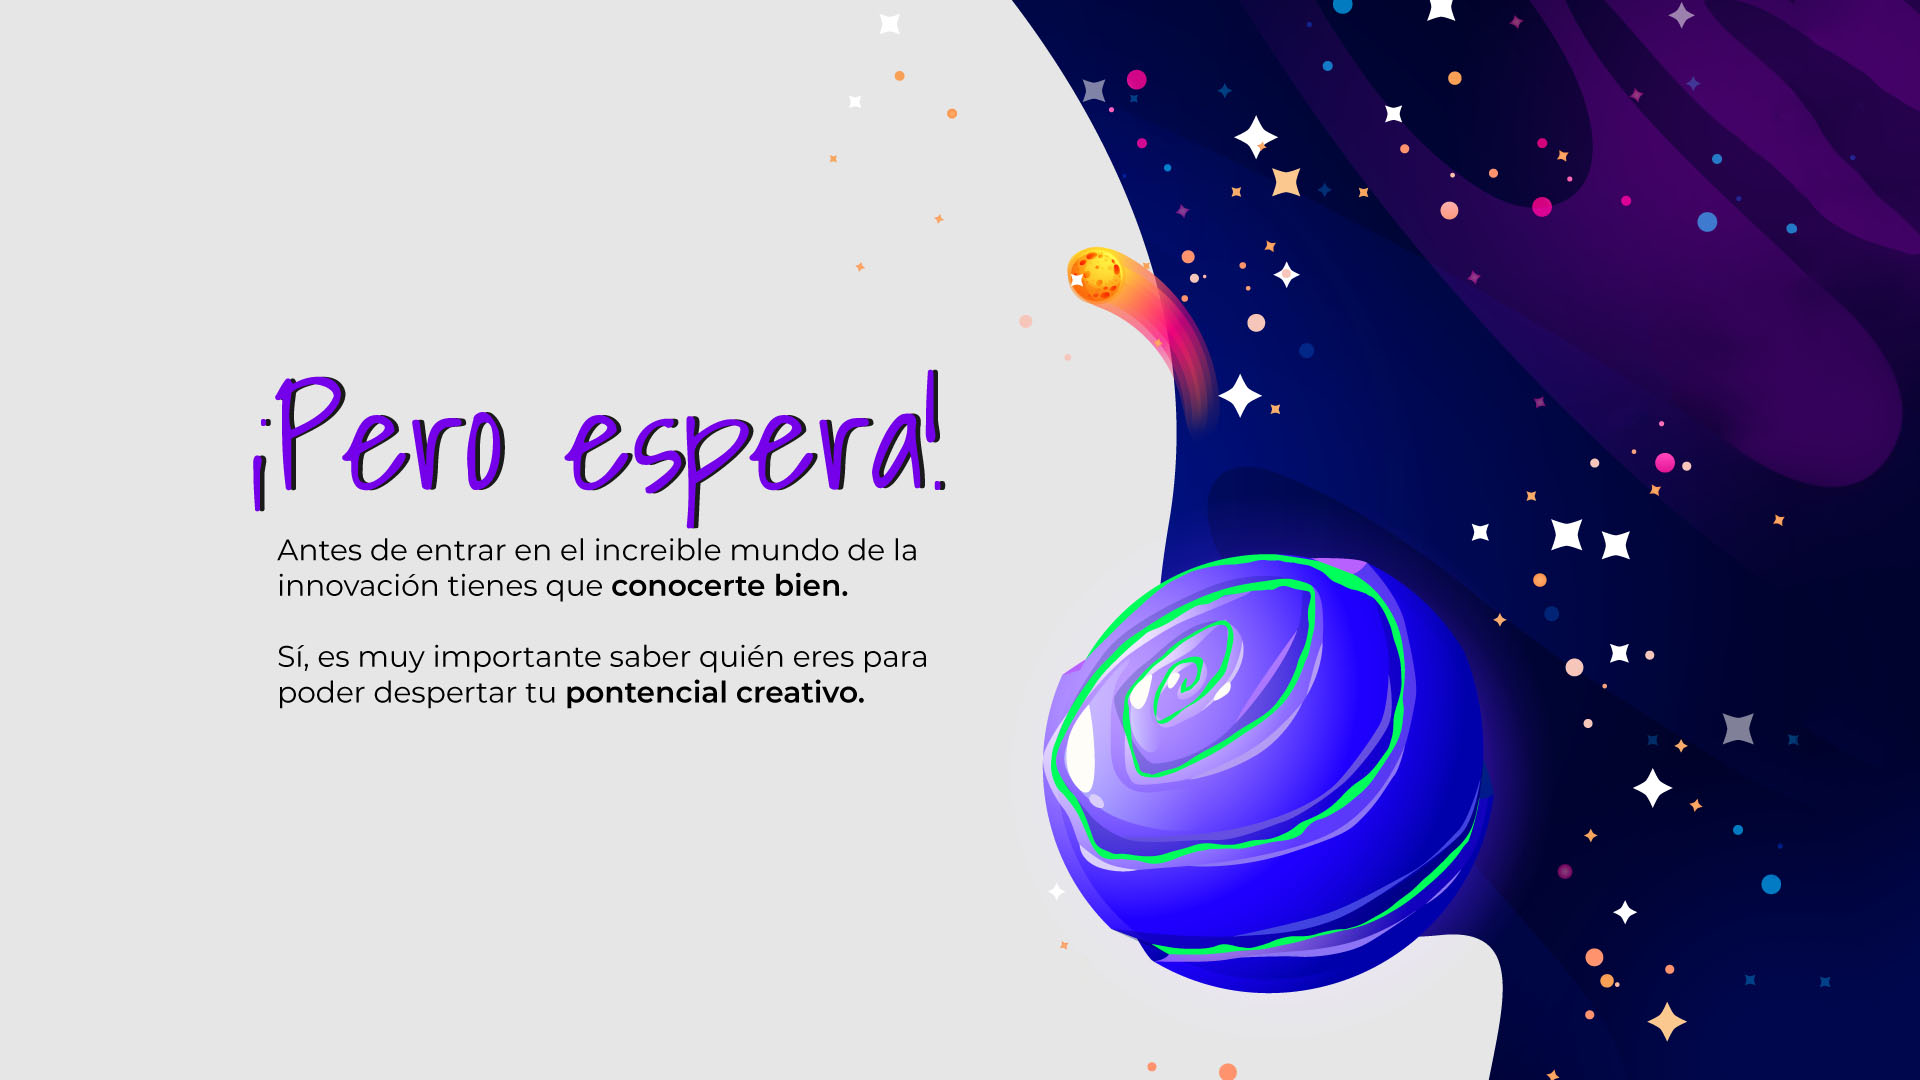 ¡Pero espera!
Antes de entrar en el increible mundo de la
innovación tienes que conocerte bien.
Sí, es muy importante saber quién eres para
poder despertar tu pontencial creativo.